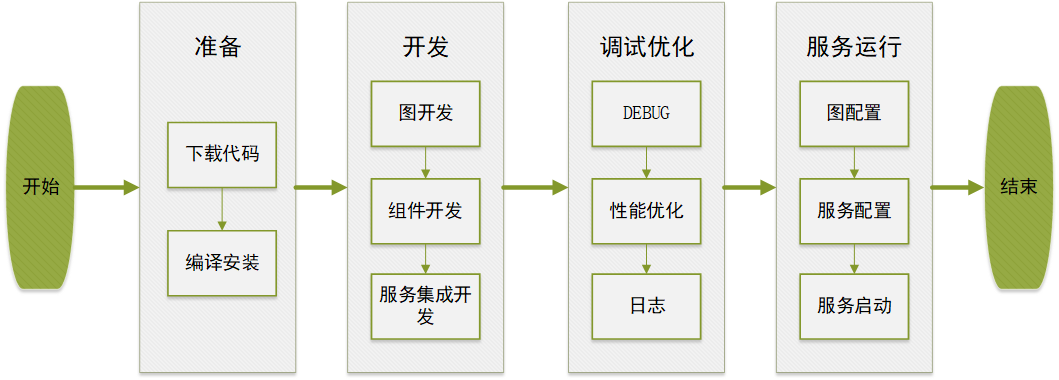 开始
准备
下载代码
编译安装
开发
图开发
组件开发
服务集成开
发
调试优化
DEBUG
性能优化
日志
服务运行
图配置
服务配置
服务启动
结束